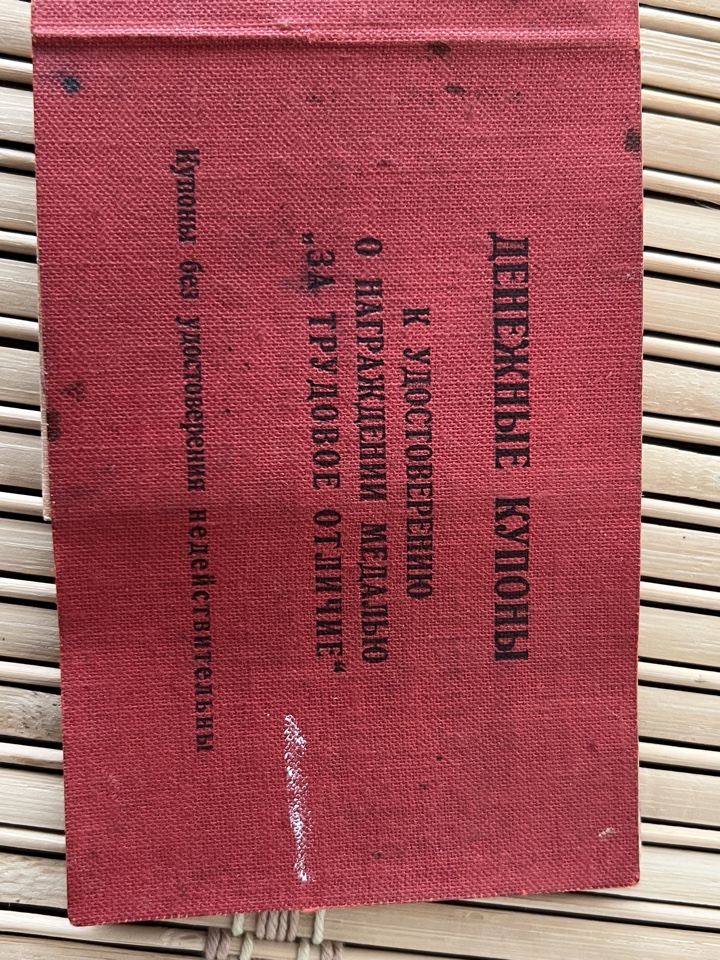 ДЕНЕЖНЫЕ КУПОНЫ
К УДОСТОВЕРЕНИЮ
О НАГРАЖДЕНИИ МЕДАЛЬЮ
„ЗА ТРУДОВОЕ ОТЛИЧИЕ“
Купоны без удостоверения недействительны